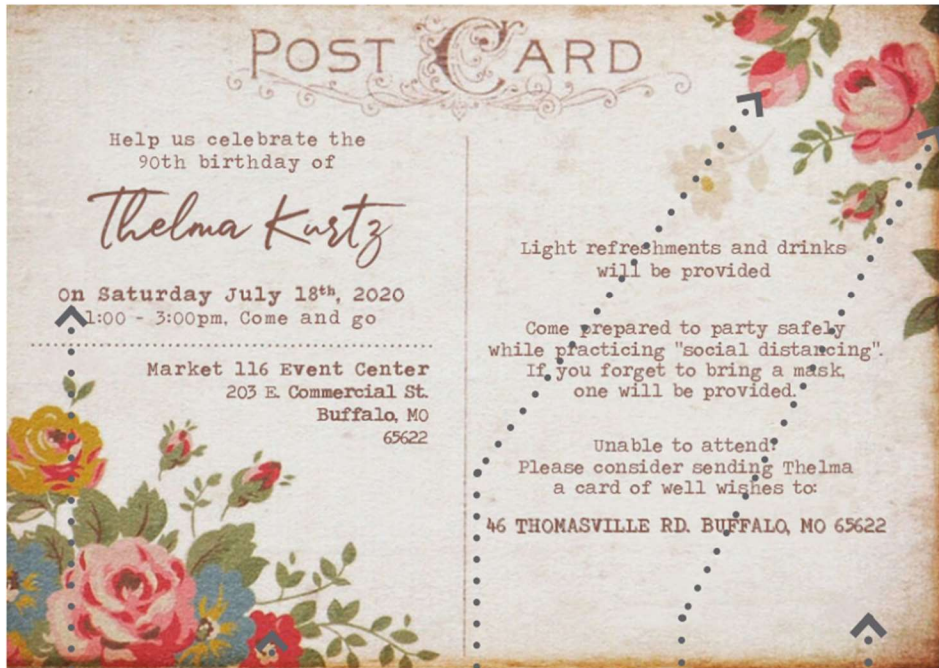 POST CARD
Help us celebrate the
90th birthday of
Thelma Kurtz
On Saturday July 18th, 2020
1:00 - 3:00pm, Come and go
Market 116 Event Center
203 E. Commercial St.
Buffalo, MO
65622
Light refreshments and drinks
will be provided
Come prepared to party safely
while practicing "social distancing".
If you forget to bring a mask,
one will be provided.
Unable to attend?
Please consider sending Thelma
a card of well wishes to:
46 THOMASVILLE RD. BUFFALO, MO 65622